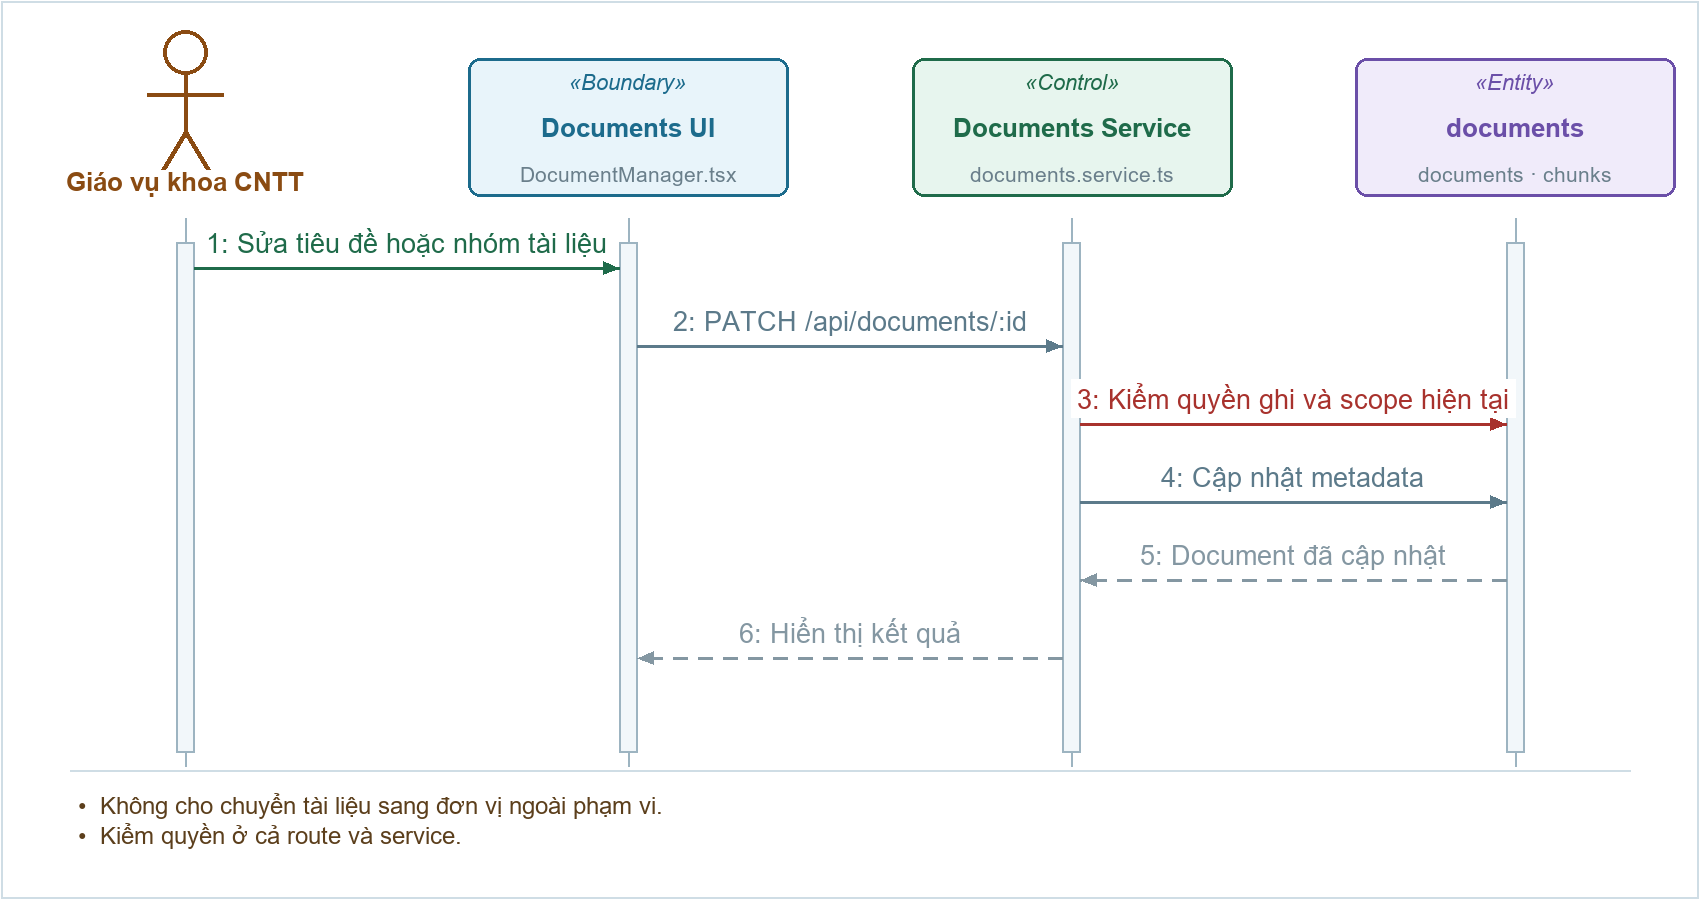 «Boundary»
Documents UI
DocumentManager.tsx
«Control»
Documents Service
documents.service.ts
«Entity»
documents
documents · chunks
Giáo vụ khoa CNTT
1: Sửa tiêu đề hoặc nhóm tài liệu
2: PATCH /api/documents/:id
3: Kiểm quyền ghi và scope hiện tại
4: Cập nhật metadata
5: Document đã cập nhật
6: Hiển thị kết quả
• Không cho chuyển tài liệu sang đơn vị ngoài phạm vi.
• Kiểm quyền ở cả route và service.